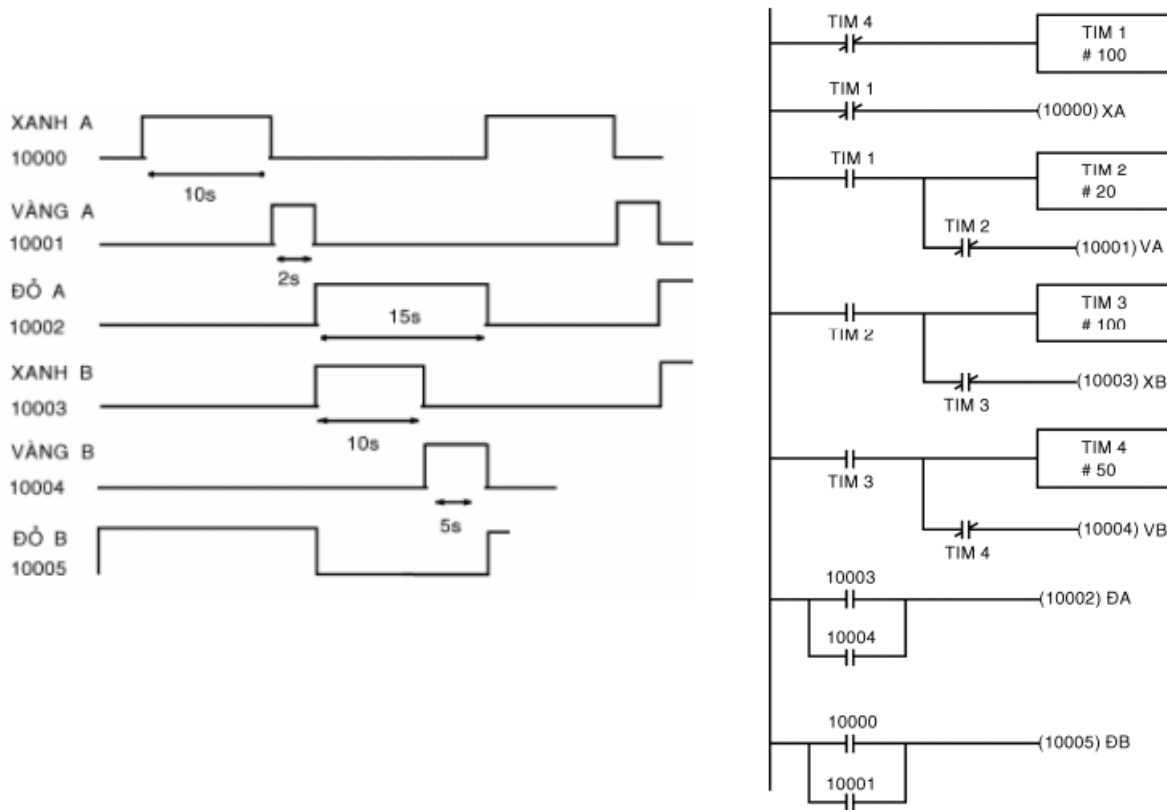 XANH A
10000
10s
VÀNG A
10001
2s
ĐỎ A
10002
15s
XANH B
10003
10s
VÀNG B
10004
5s
ĐỎ B
10005
TIM 4
TIM 1
# 100
TIM 1
(10000) XA
TIM 1
TIM 2
# 20
TIM 2
(10001) VA
TIM 2
TIM 3
# 100
TIM 3
(10003) XB
TIM 3
TIM 4
# 50
TIM 4
(10004) VB
10003
(10002) ĐA
10004
10000
(10005) ĐB
10001